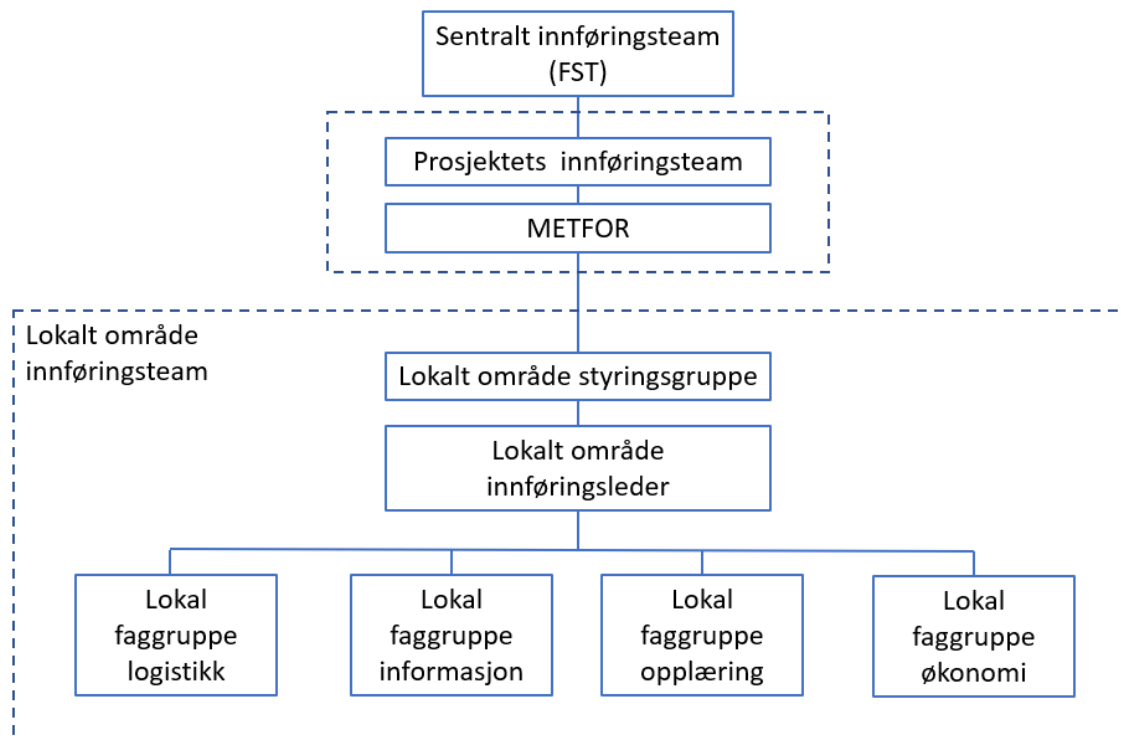 Sentralt innføringsteam
(FST)
Prosjektets innføringsteam
METFOR
Lokalt område
innføringsteam
Lokalt område styringsgruppe
Lokalt område
innføringsleder
Lokal
faggruppe
logistikk
Lokal
faggruppe
informasjon
Lokal
faggruppe
opplæring
Lokal
faggruppe
økonomi